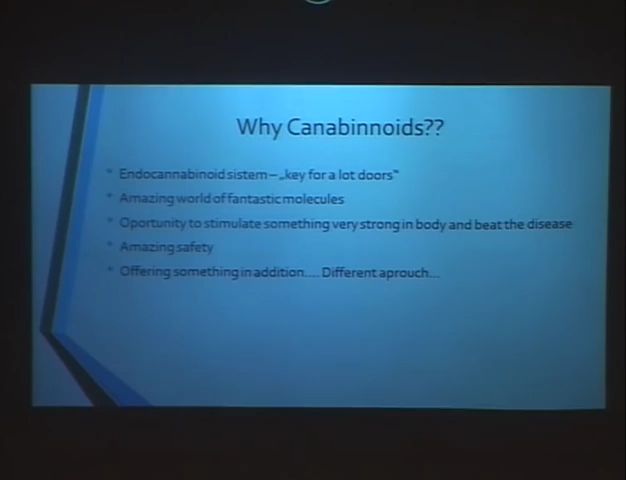 Why Canabinnoids??
* Endocannabinoid sistem – „key for a lot doors“
* Amazing world of fantastic molecules
* Oportunity to stimulate something very strong in body and beat the disease
* Amazing safety
* Offering something in addition.... Different aprouch...